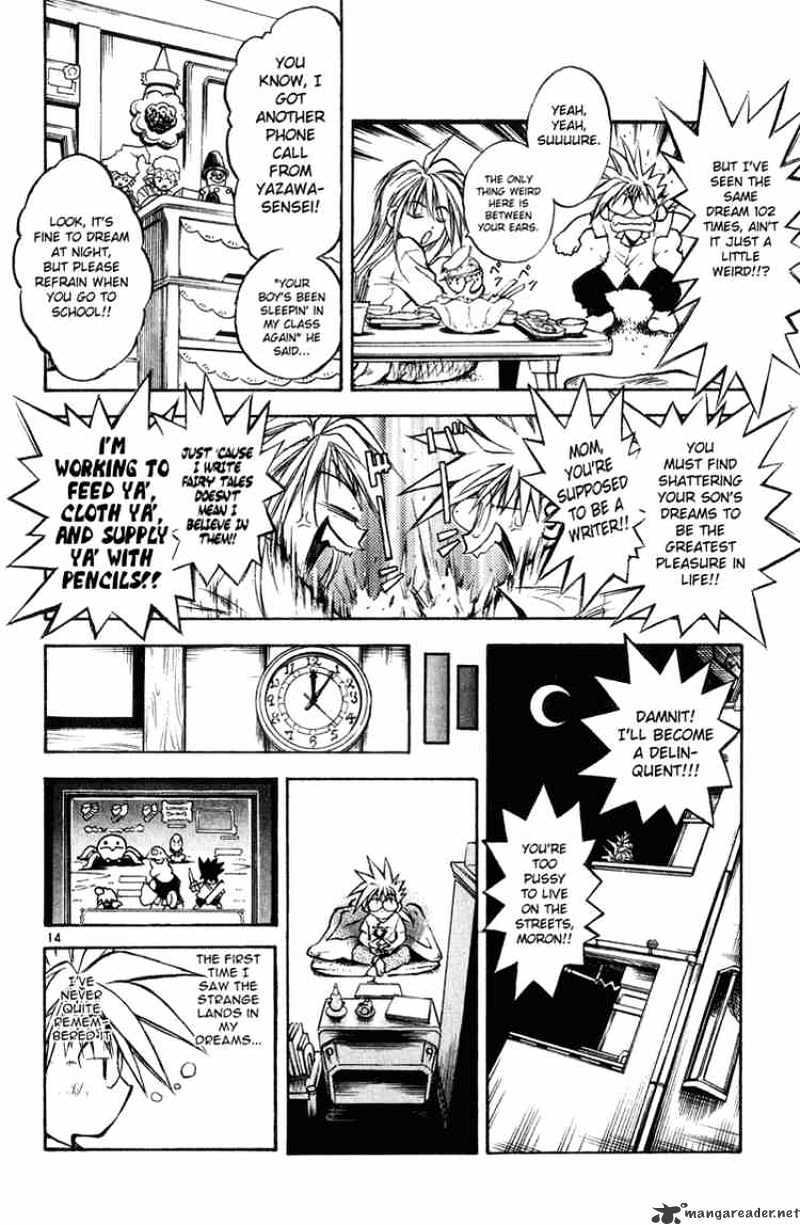 BUT I'VE
SEEN THE
SAME
DREAM 102
TIMES, AIN'T
IT JUST A
LITTLE
WEIRD!!?
YEAH,
YEAH,
SUUUURE.
THE ONLY
THING WEIRD
HERE IS
BETWEEN
YOUR EARS.
YOU
KNOW, I
GOT
ANOTHER
PHONE
CALL
FROM
YAZAWA-
SENSEI!
"YOUR
BOY'S BEEN
SLEEPIN' IN
MY CLASS
AGAIN" HE
SAID...
LOOK, IT'S
FINE TO DREAM
AT NIGHT,
BUT PLEASE
REFRAIN WHEN
YOU GO TO
SCHOOL!!
YOU
MUST FIND
SHATTERING
YOUR SON'S
DREAMS TO
BE THE
GREATEST
PLEASURE IN
LIFE!!
MOM,
YOU'RE
SUPPOSED
TO BE A
WRITER!!
JUST 'CAUSE
I WRITE
FAIRY TALES
DOESN'T
MEAN I
BELIEVE IN
THEM!!
I'M
WORKING TO
FEED YA',
CLOTH YA',
AND SUPPLY
YA' WITH
PENCILS!!
DAMNIT!
I'LL BECOME
A DELIN-
QUENT!!!
YOU'RE
TOO
PUSSY
TO LIVE
ON THE
STREETS,
MORON!!
THE FIRST
TIME I
SAW THE
STRANGE
LANDS IN
MY
DREAMS...
I'VE
NEVER
QUITE
REMEM
BERED IT
14
mangareader.net